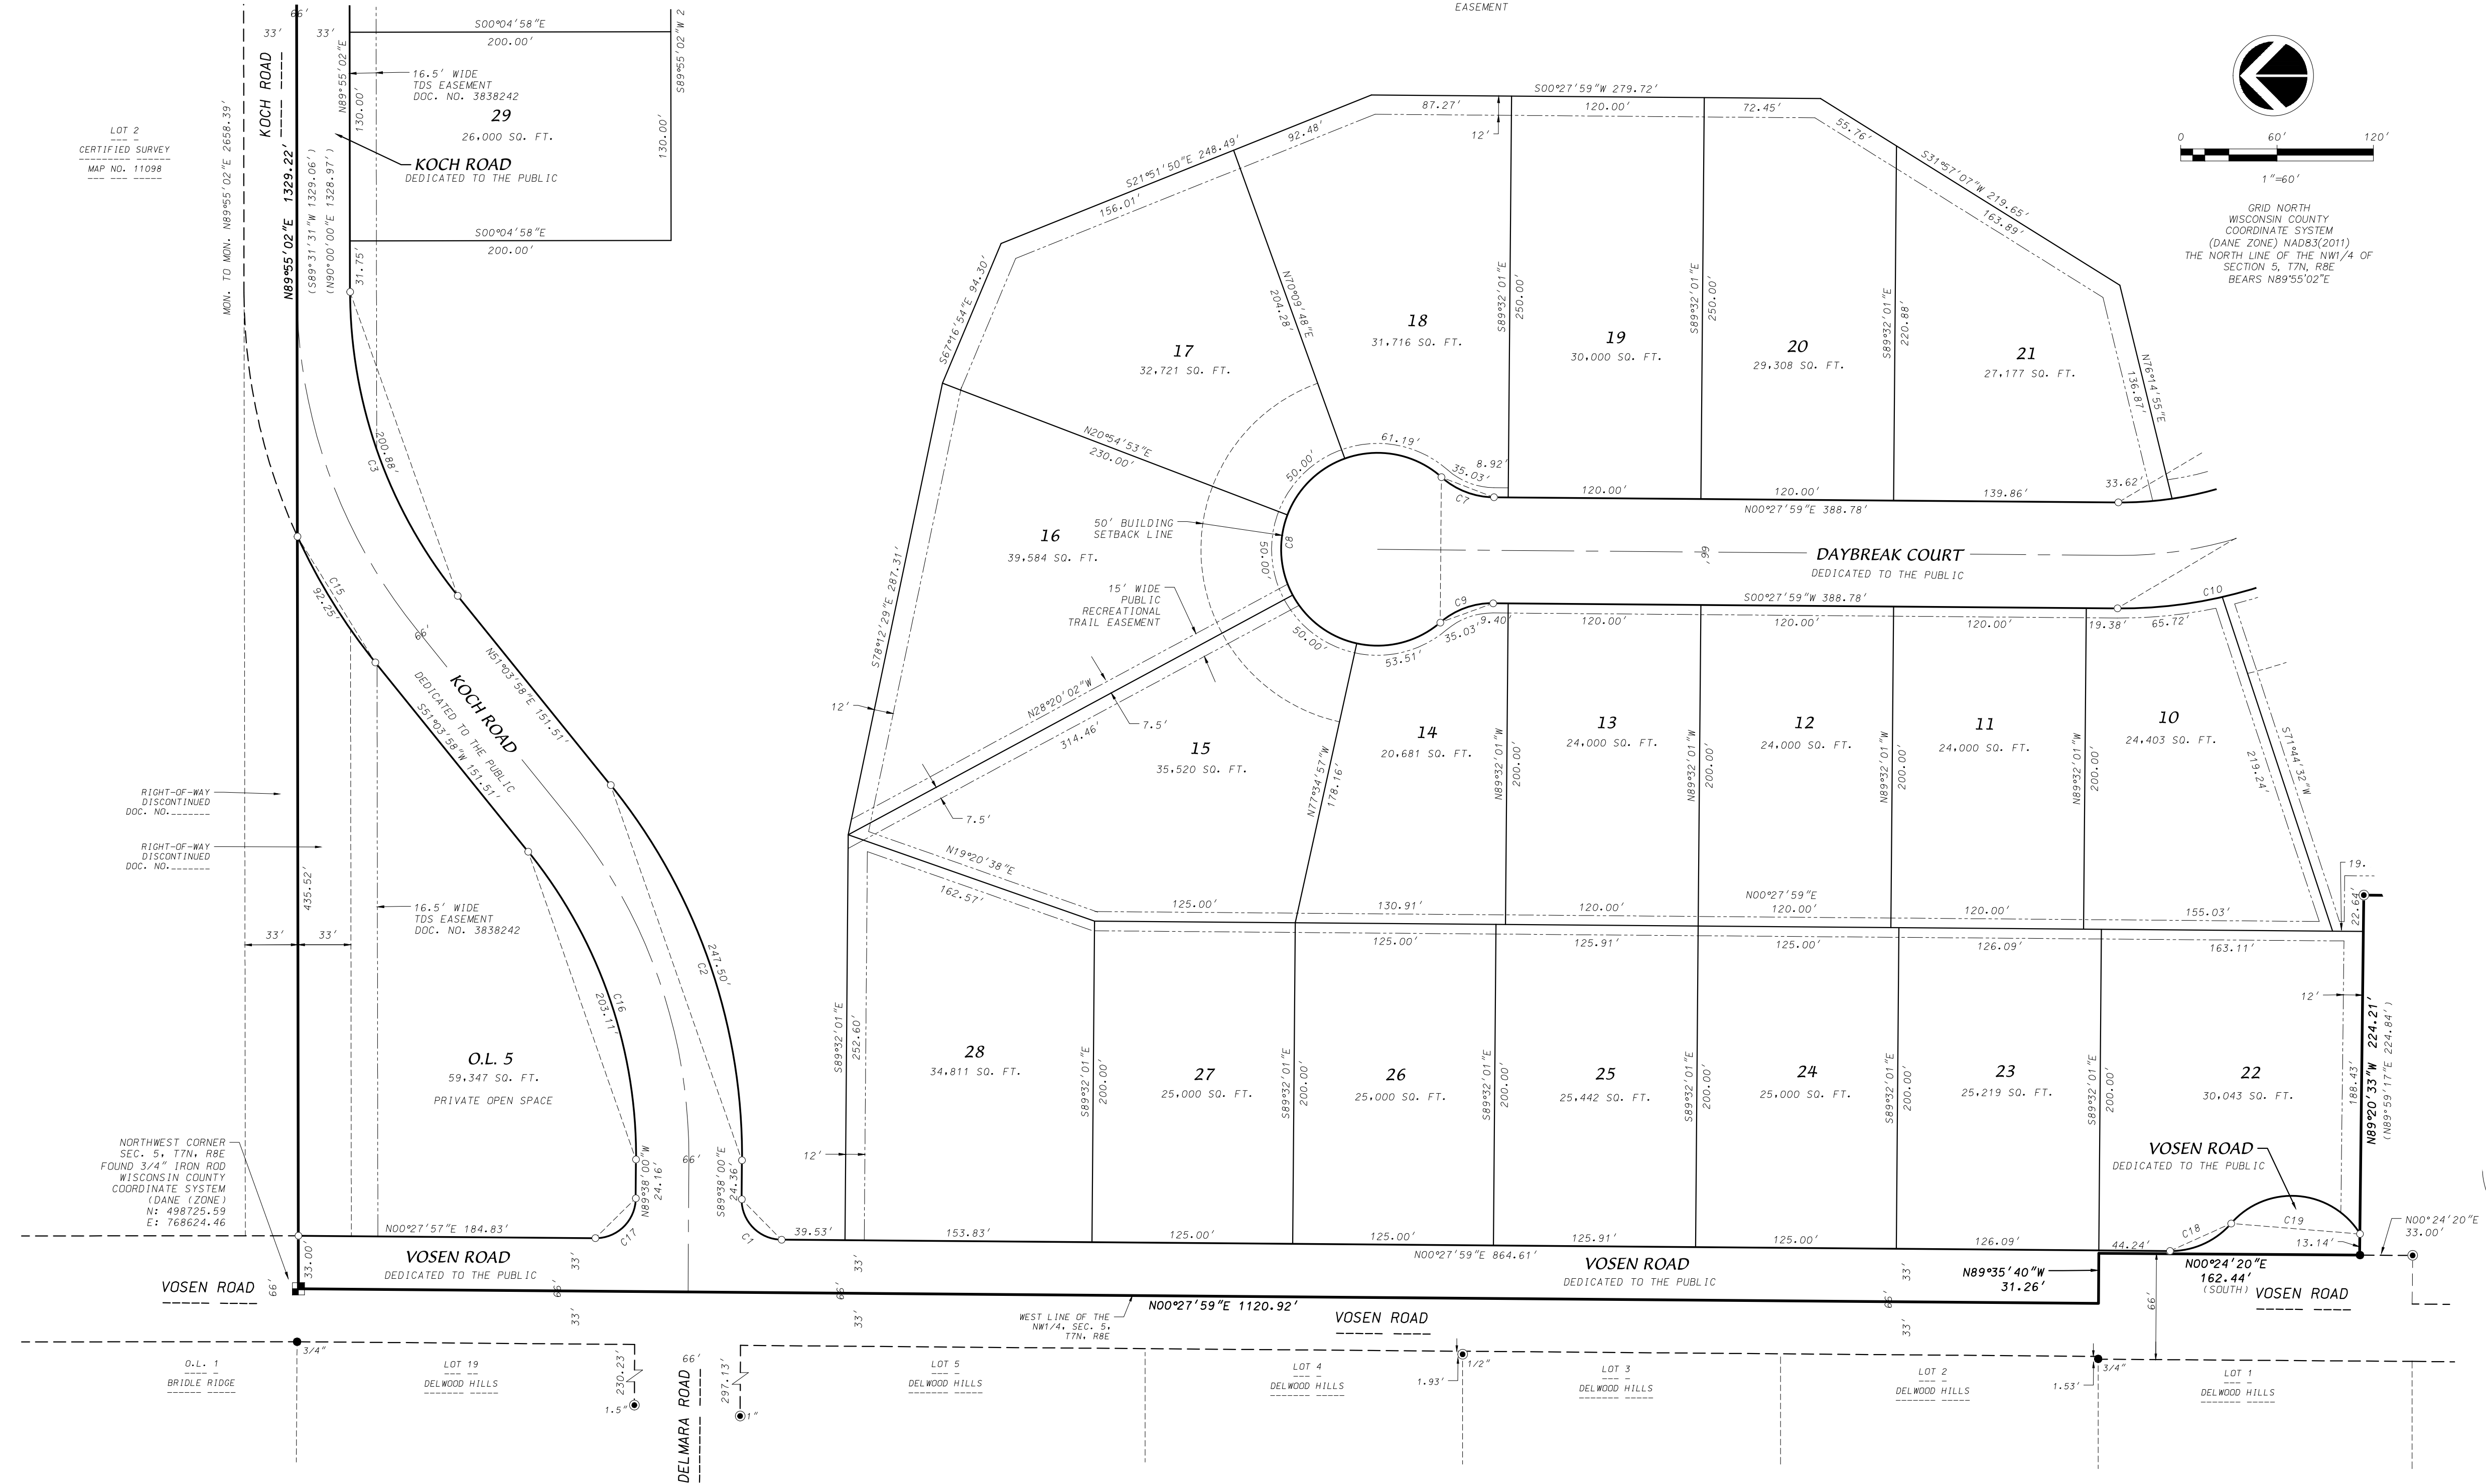 EASEMENT
66'
33'
33'
KOCH ROAD
N89°55'02"E
130.00'
S00°04'58"E
200.00'
S89°55'02"W 2
16.5' WIDE
TDS EASEMENT
DOC. NO. 3838242
29
26,000 SQ. FT.
130.00'
KOCH ROAD
DEDICATED TO THE PUBLIC
S00°04'58"E
200.00'
31.75'
LOT 2
CERTIFIED SURVEY
MAP NO. 11098
MON. TO MON. N89°55'02"E 2658.39'
N89°55'02"E 1329.22'
(S89°31'31"W 1329.06')
(N90°00'00"E 1328.97')
0
60'
120'
1"=60'
GRID NORTH
WISCONSIN COUNTY
COORDINATE SYSTEM
(DANE ZONE) NAD83(2011)
THE NORTH LINE OF THE NW1/4 OF
SECTION 5, T7N, R8E
BEARS N89°55'02"E
S00°27'59"W 279.72'
87.27'
120.00'
72.45'
12'
92.48'
S21°51'50"E 248.49'
156.01'
55.76'
S31°57'07"W 219.65'
163.89'
S67°16'54"E 94.30'
N70°09'48"E
204.28'
17
32,721 SQ. FT.
18
31,716 SQ. FT.
S89°32'01"E
250.00'
19
30,000 SQ. FT.
S89°32'01"E
250.00'
20
29,308 SQ. FT.
S89°32'01"E
220.88'
21
27,177 SQ. FT.
N76°14'55"E
136.87'
N20°54'53"E
230.00'
61.19'
50.00'
35.03'
8.92'
C7
120.00'
120.00'
139.86'
33.62'
N00°27'59"E 388.78'
200.88'
C3
16
39,584 SQ. FT.
50' BUILDING
SETBACK LINE
C8
50.00'
66'
DAYBREAK COURT
DEDICATED TO THE PUBLIC
15' WIDE
PUBLIC
RECREATIONAL
TRAIL EASEMENT
S78°12'29"E 287.31'
C15
92.25'
66'
50.00'
53.51'
35.03'
C9
9.40'
S00°27'59"W 388.78'
120.00'
120.00'
120.00'
19.38'
65.72'
C10
N51°03'58"E 151.51'
KOCH ROAD
DEDICATED TO THE PUBLIC
S51°03'58"W 151.51'
12'
N28°20'02"W
314.46'
7.5'
7.5'
15
35,520 SQ. FT.
N77°34'57"W
178.16'
14
20,681 SQ. FT.
N89°32'01"W
200.00'
13
24,000 SQ. FT.
N89°32'01"W
200.00'
12
24,000 SQ. FT.
N89°32'01"W
200.00'
11
24,000 SQ. FT.
N89°32'01"W
200.00'
10
24,403 SQ. FT.
S71°44'32"W
219.24'
RIGHT-OF-WAY
DISCONTINUED
DOC. NO._______
RIGHT-OF-WAY
DISCONTINUED
DOC. NO._______
435.52'
33'
33'
16.5' WIDE
TDS EASEMENT
DOC. NO. 3838242
N19°20'38"E
162.57'
19.
22.64'
125.00'
130.91'
120.00'
N00°27'59"E
120.00'
120.00'
155.03'
125.00'
125.91'
125.00'
126.09'
163.11'
247.50'
C2
C16
203.11'
O.L. 5
59,347 SQ. FT.
PRIVATE OPEN SPACE
S89°32'01"E
252.60'
12'
28
34,811 SQ. FT.
S89°32'01"E
200.00'
27
25,000 SQ. FT.
S89°32'01"E
200.00'
26
25,000 SQ. FT.
S89°32'01"E
200.00'
25
25,442 SQ. FT.
S89°32'01"E
200.00'
24
25,000 SQ. FT.
S89°32'01"E
200.00'
23
25,219 SQ. FT.
S89°32'01"E
200.00'
22
30,043 SQ. FT.
12'
188.43'
N89°20'33"W 224.21'
(N89°59'17"E 224.84')
VOSEN ROAD
DEDICATED TO THE PUBLIC
NORTHWEST CORNER
SEC. 5, T7N, R8E
FOUND 3/4" IRON ROD
WISCONSIN COUNTY
COORDINATE SYSTEM
(DANE (ZONE)
N: 498725.59
E: 768624.46
N89°38'00"W
24.16'
66'
S89°38'00"E
24.36'
N00°27'57"E 184.83'
C17
C1
39.53'
153.83'
125.00'
125.00'
125.91'
125.00'
126.09'
44.24'
C18
C19
13.14'
N00°24'20"E
33.00'
33.00'
66'
VOSEN ROAD
VOSEN ROAD
DEDICATED TO THE PUBLIC
33'
66'
33'
33'
66'
33'
N00°27'59"E 864.61'
VOSEN ROAD
DEDICATED TO THE PUBLIC
33'
66'
33'
N89°35'40"W
31.26'
N00°24'20"E
162.44'
(SOUTH)
VOSEN ROAD
66'
N00°27'59"E 1120.92'
WEST LINE OF THE
NW1/4, SEC. 5,
T7N, R8E
VOSEN ROAD
3/4"
O.L. 1
BRIDLE RIDGE
LOT 19
DELWOOD HILLS
230.23'
1.5"
66'
DELMARA ROAD
297.13'
1"
LOT 5
DELWOOD HILLS
LOT 4
DELWOOD HILLS
1.93'
1/2"
LOT 3
DELWOOD HILLS
LOT 2
DELWOOD HILLS
1.53'
3/4"
LOT 1
DELWOOD HILLS